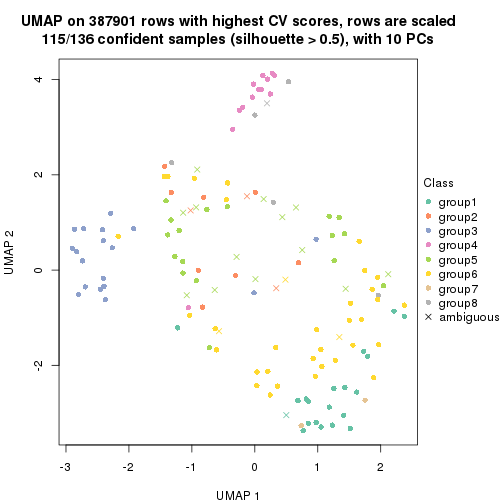 UMAP on 387901 rows with highest CV scores, rows are scaled
115/136 confident samples (silhouette > 0.5), with 10 PCs
4
2
0
-2
UMAP 2
-3
-2
-1
0
1
2
UMAP 1
Class
group1
group2
group3
group4
group5
group6
group7
group8
ambiguous